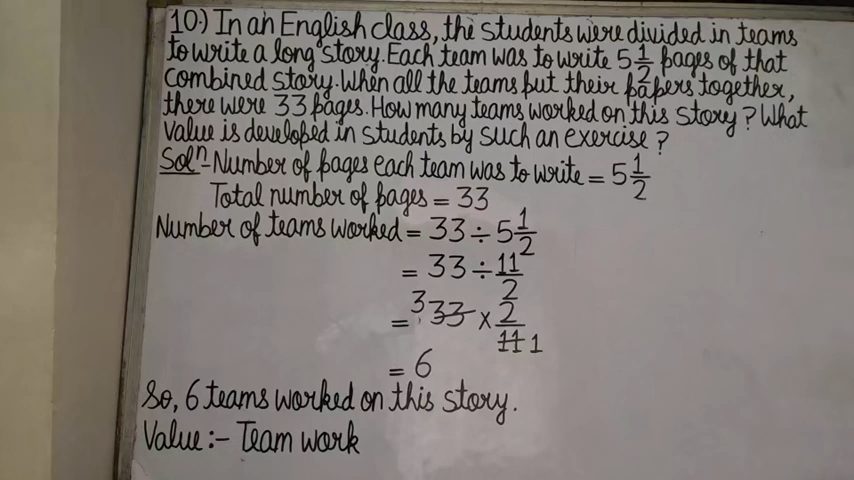 10.) In an English class, the students were divided in teams
to write a long story. Each team was to write 5 1/2 pages of that
combined story. When all the teams put their papers together,
there were 33 pages. How many teams worked on this story? What
value is developed in students by such an exercise?
Solⁿ- Number of pages each team was to write = 5 1/2
Total number of pages = 33
Number of teams worked = 33 ÷ 5 1/2
= 33 ÷ 11/2
= 3 33 × 2/11 1
= 6
So, 6 teams worked on this story.
Value :- Team work